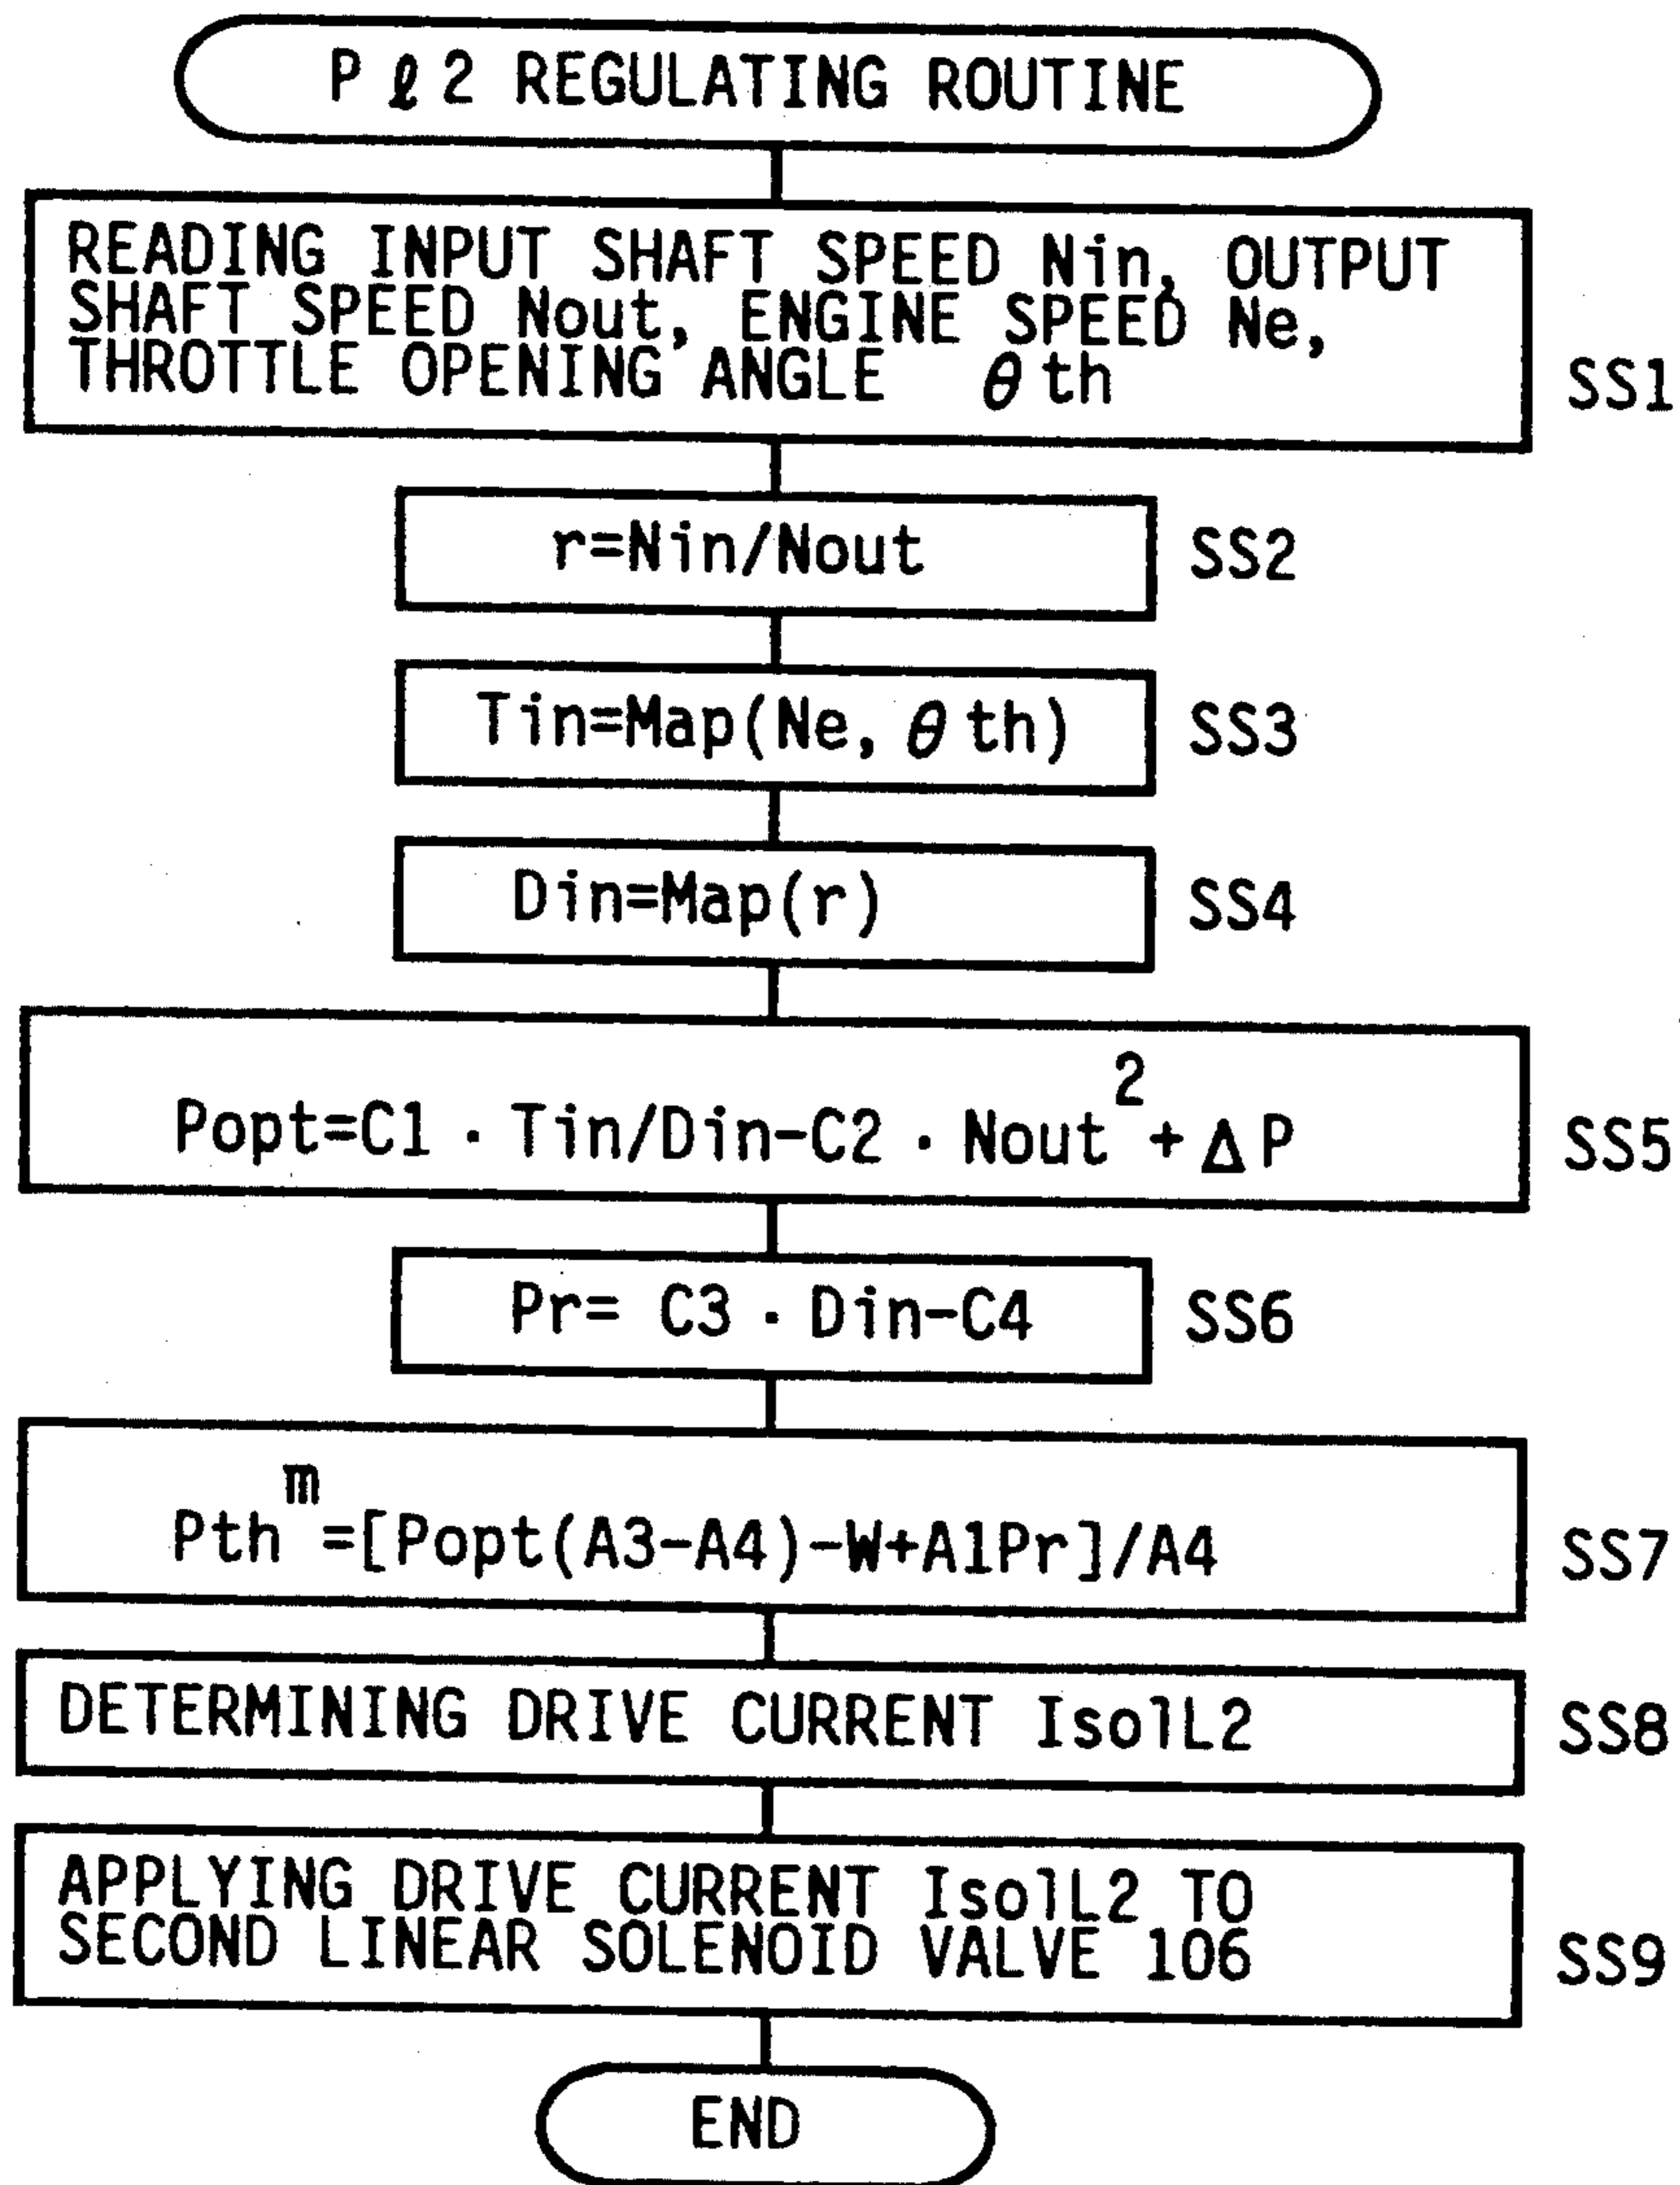 P ℓ 2 REGULATING ROUTINE
READING INPUT SHAFT SPEED Nin, OUTPUT
SHAFT SPEED Nout, ENGINE SPEED Ne,
THROTTLE OPENING ANGLE θth
SS1
r=Nin/Nout
SS2
Tin=Map(Ne, θth)
SS3
Din=Map(r)
SS4
Popt=C1・Tin/Din-C2・Nout²+ΔP
SS5
Pr= C3・Din-C4
SS6
Pthᵐ=[Popt(A3-A4)-W+A1Pr]/A4
SS7
DETERMINING DRIVE CURRENT IsolL2
SS8
APPLYING DRIVE CURRENT IsolL2 TO
SECOND LINEAR SOLENOID VALVE 106
SS9
END